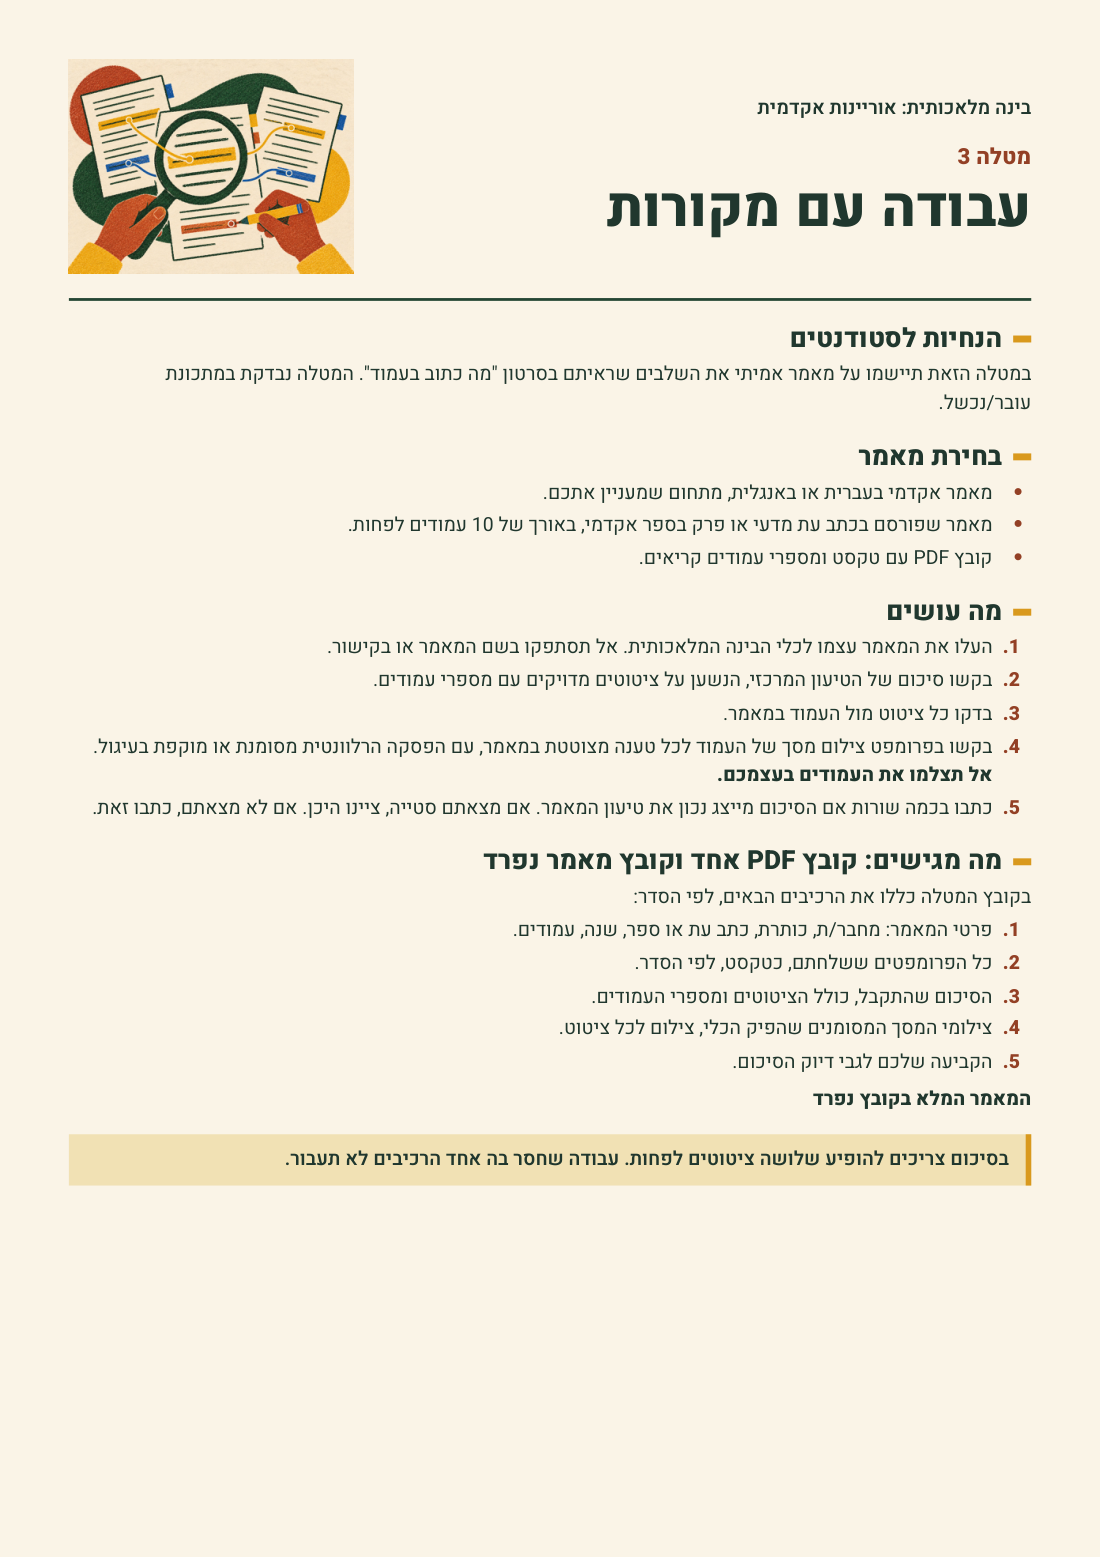 בינה מלאכותית: אוריינות אקדמית
מטלה 3
עבודה עם מקורות
הנחיות לסטודנטים
במטלה הזאת תיישמו על מאמר אמיתי את השלבים שראיתם בסרטון "מה כתוב בעמוד". המטלה נבדקת במתכונת
עובר/נכשל.
בחירת מאמר
• מאמר אקדמי בעברית או באנגלית, מתחום שמעניין אתכם.
• מאמר שפורסם בכתב עת מדעי או פרק בספר אקדמי, באורך של 10 עמודים לפחות.
• קובץ PDF עם טקסט ומספרי עמודים קריאים.
מה עושים
1. העלו את המאמר עצמו לכלי הבינה המלאכותית. אל תסתפקו בשם המאמר או בקישור.
2. בקשו סיכום של הטיעון המרכזי, הנשען על ציטוטים מדויקים עם מספרי עמודים.
3. בדקו כל ציטוט מול העמוד במאמר.
4. בקשו בפרומפט צילום מסך של העמוד לכל טענה מצוטטת במאמר, עם הפסקה הרלוונטית מסומנת או מוקפת בעיגול.
אל תצלמו את העמודים בעצמכם.
5. כתבו בכמה שורות אם הסיכום מייצג נכון את טיעון המאמר. אם מצאתם סטייה, ציינו היכן. אם לא מצאתם, כתבו זאת.
מה מגישים: קובץ PDF אחד וקובץ מאמר נפרד
בקובץ המטלה כללו את הרכיבים הבאים, לפי הסדר:
1. פרטי המאמר: מחבר/ת, כותרת, כתב עת או ספר, שנה, עמודים.
2. כל הפרומפטים ששלחתם, כטקסט, לפי הסדר.
3. הסיכום שהתקבל, כולל הציטוטים ומספרי העמודים.
4. צילומי המסך המסומנים שהפיק הכלי, צילום לכל ציטוט.
5. הקביעה שלכם לגבי דיוק הסיכום.
המאמר המלא בקובץ נפרד
בסיכום צריכים להופיע שלושה ציטוטים לפחות. עבודה שחסר בה אחד הרכיבים לא תעבור.